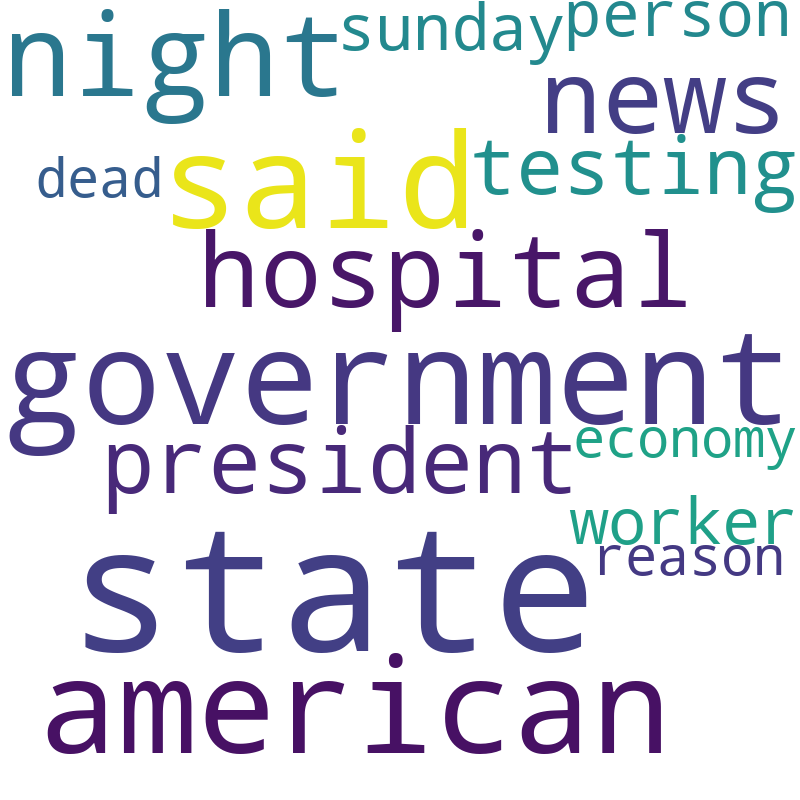 night sunday person
news
dead said testing
hospital
government
president economy
worker
reason
state
american